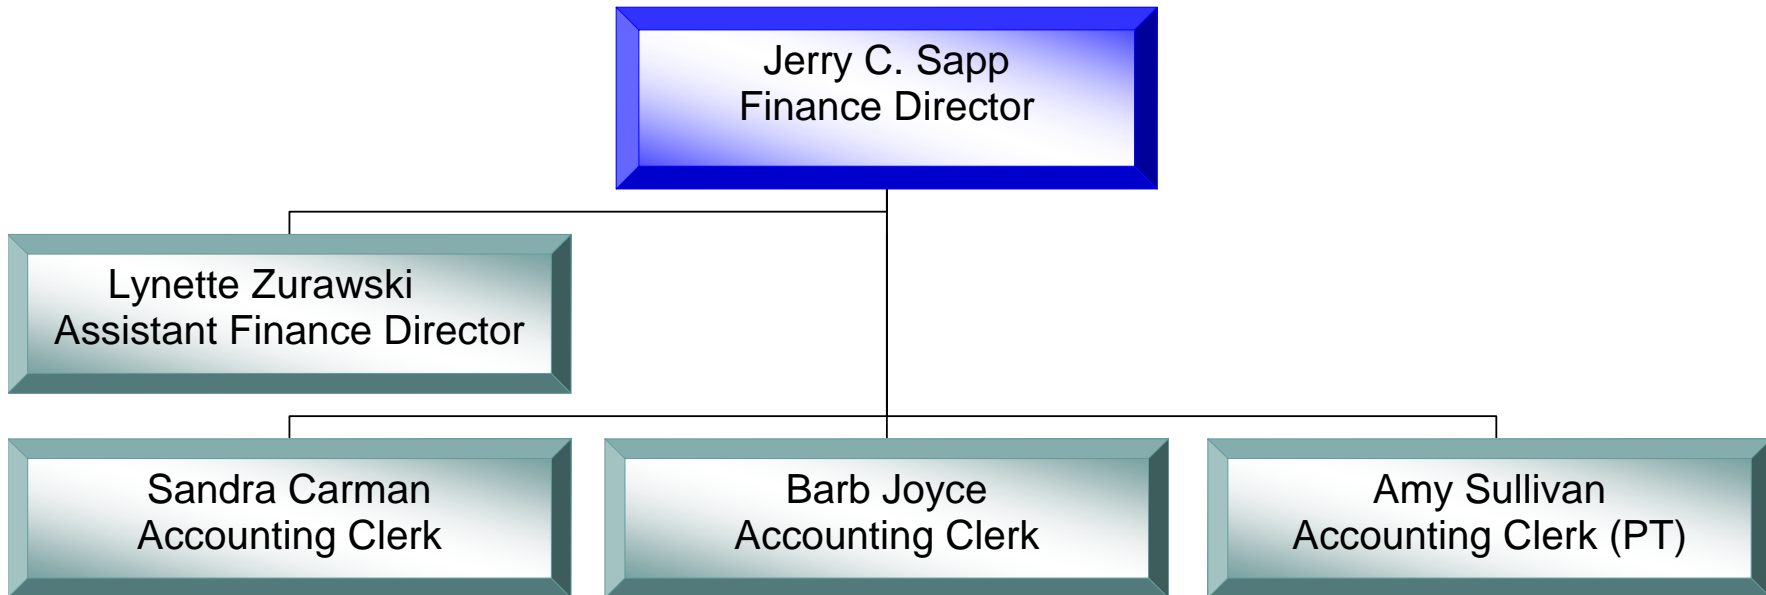 Jerry C. Sapp
Finance Director
Lynette Zurawski
Assistant Finance Director
Sandra Carman
Accounting Clerk
Barb Joyce
Accounting Clerk
Amy Sullivan
Accounting Clerk (PT)